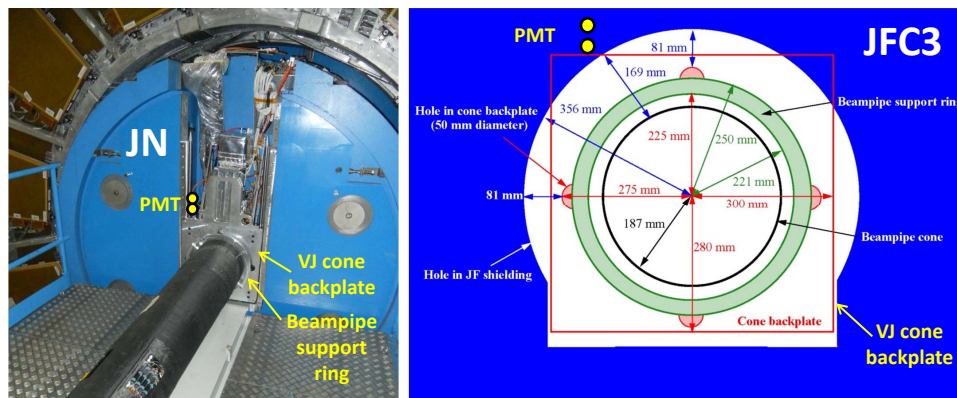 JN
PMT
VJ cone
backplate
Beampipe
support
ring
PMT
JFC3
81 mm
169 mm
Hole in cone backplate
(50 mm diameter)
356 mm
Beampipe support ring
225 mm
250 mm
81 mm
275 mm
221 mm
300 mm
187 mm
280 mm
Beampipe cone
Hole in JF shielding
Cone backplate
VJ cone
backplate